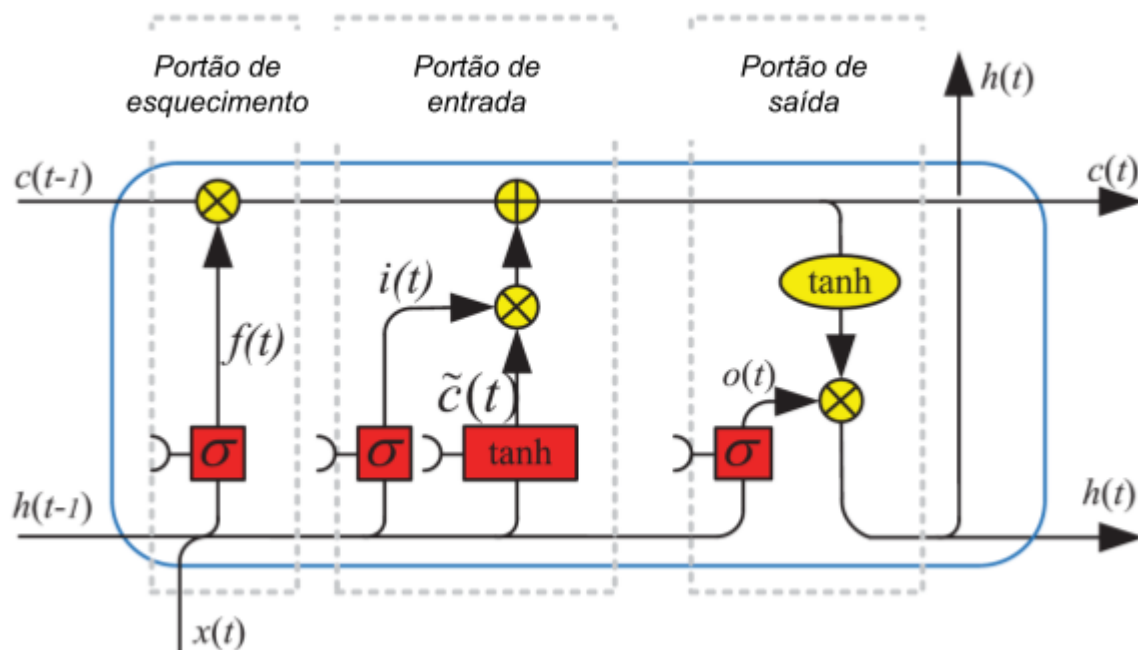 Portão de
esquecimento
Portão de
entrada
Portão de
saída
h(t)
c(t-1)
c(t)
tanh
i(t)
f(t)
o(t)
c̃(t)
σ
σ
tanh
σ
h(t-1)
h(t)
x(t)